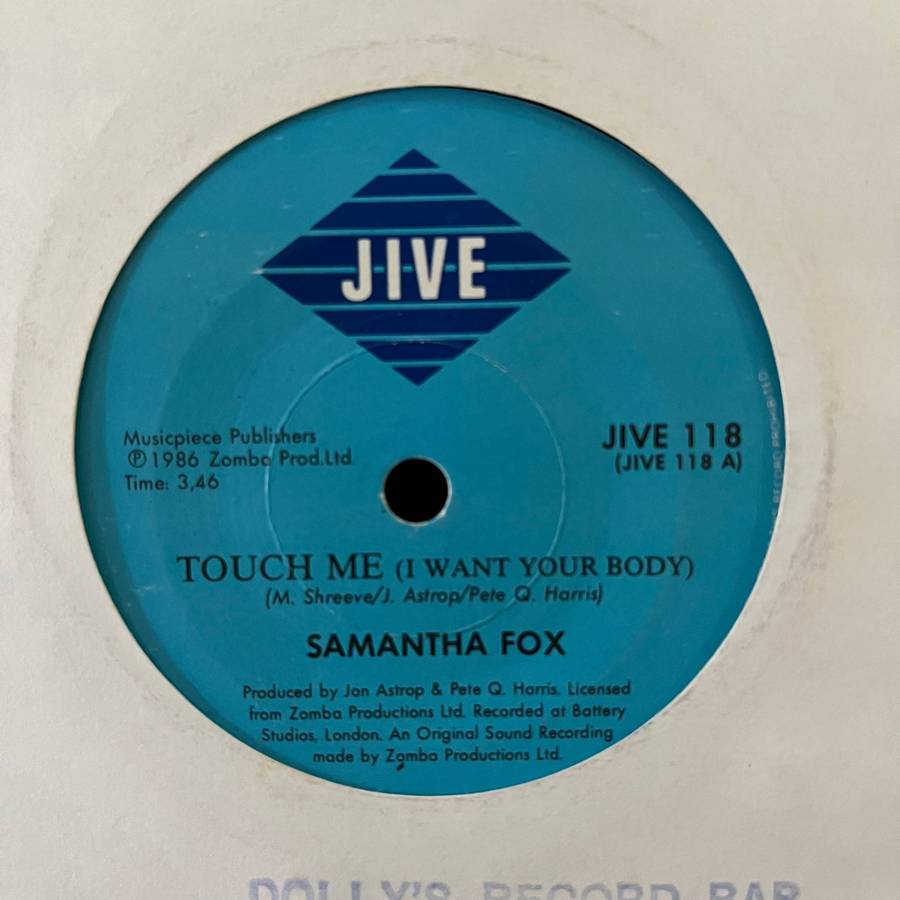 JIVE
Musicpiece Publishers
℗ 1986 Zomba Prod.Ltd.
Time: 3,46
JIVE 118
(JIVE 118 A)
RECORD PROHIBITED
TOUCH ME (I WANT YOUR BODY)
(M. Shreeve/J. Astrop/Pete Q. Harris)
SAMANTHA FOX
Produced by Jon Astrop & Pete Q. Harris. Licensed
from Zomba Productions Ltd. Recorded at Battery
Studios, London. An Original Sound Recording
made by Zomba Productions Ltd.
DOLLY'S RECORD BAR